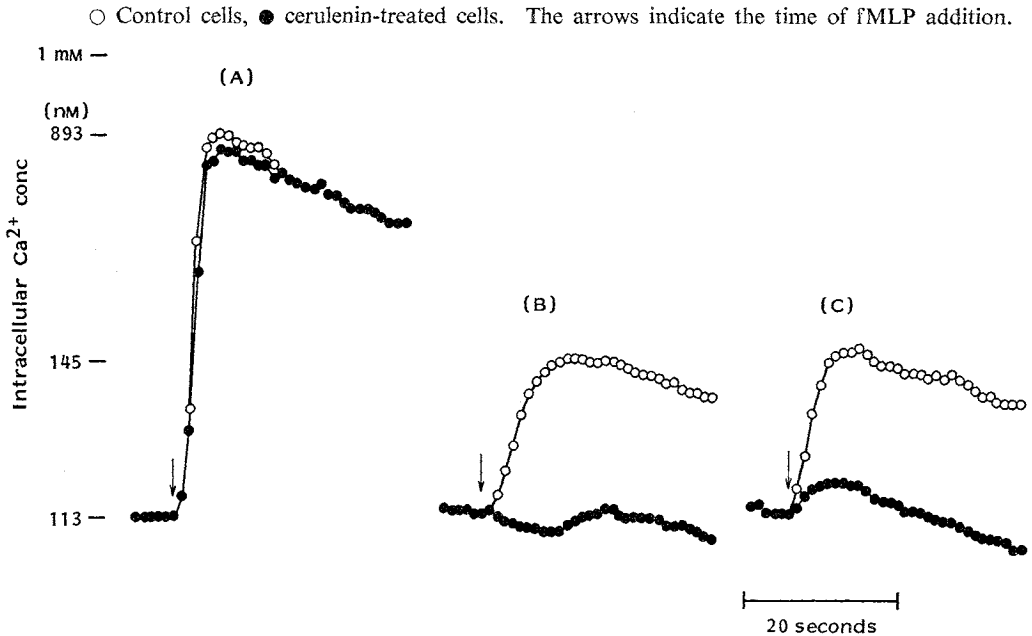 ○ Control cells, ● cerulenin-treated cells. The arrows indicate the time of fMLP addition.
1 mM
(A)
(nM)
893
Intracellular Ca²⁺ conc
(B)
(C)
145
113
20 seconds